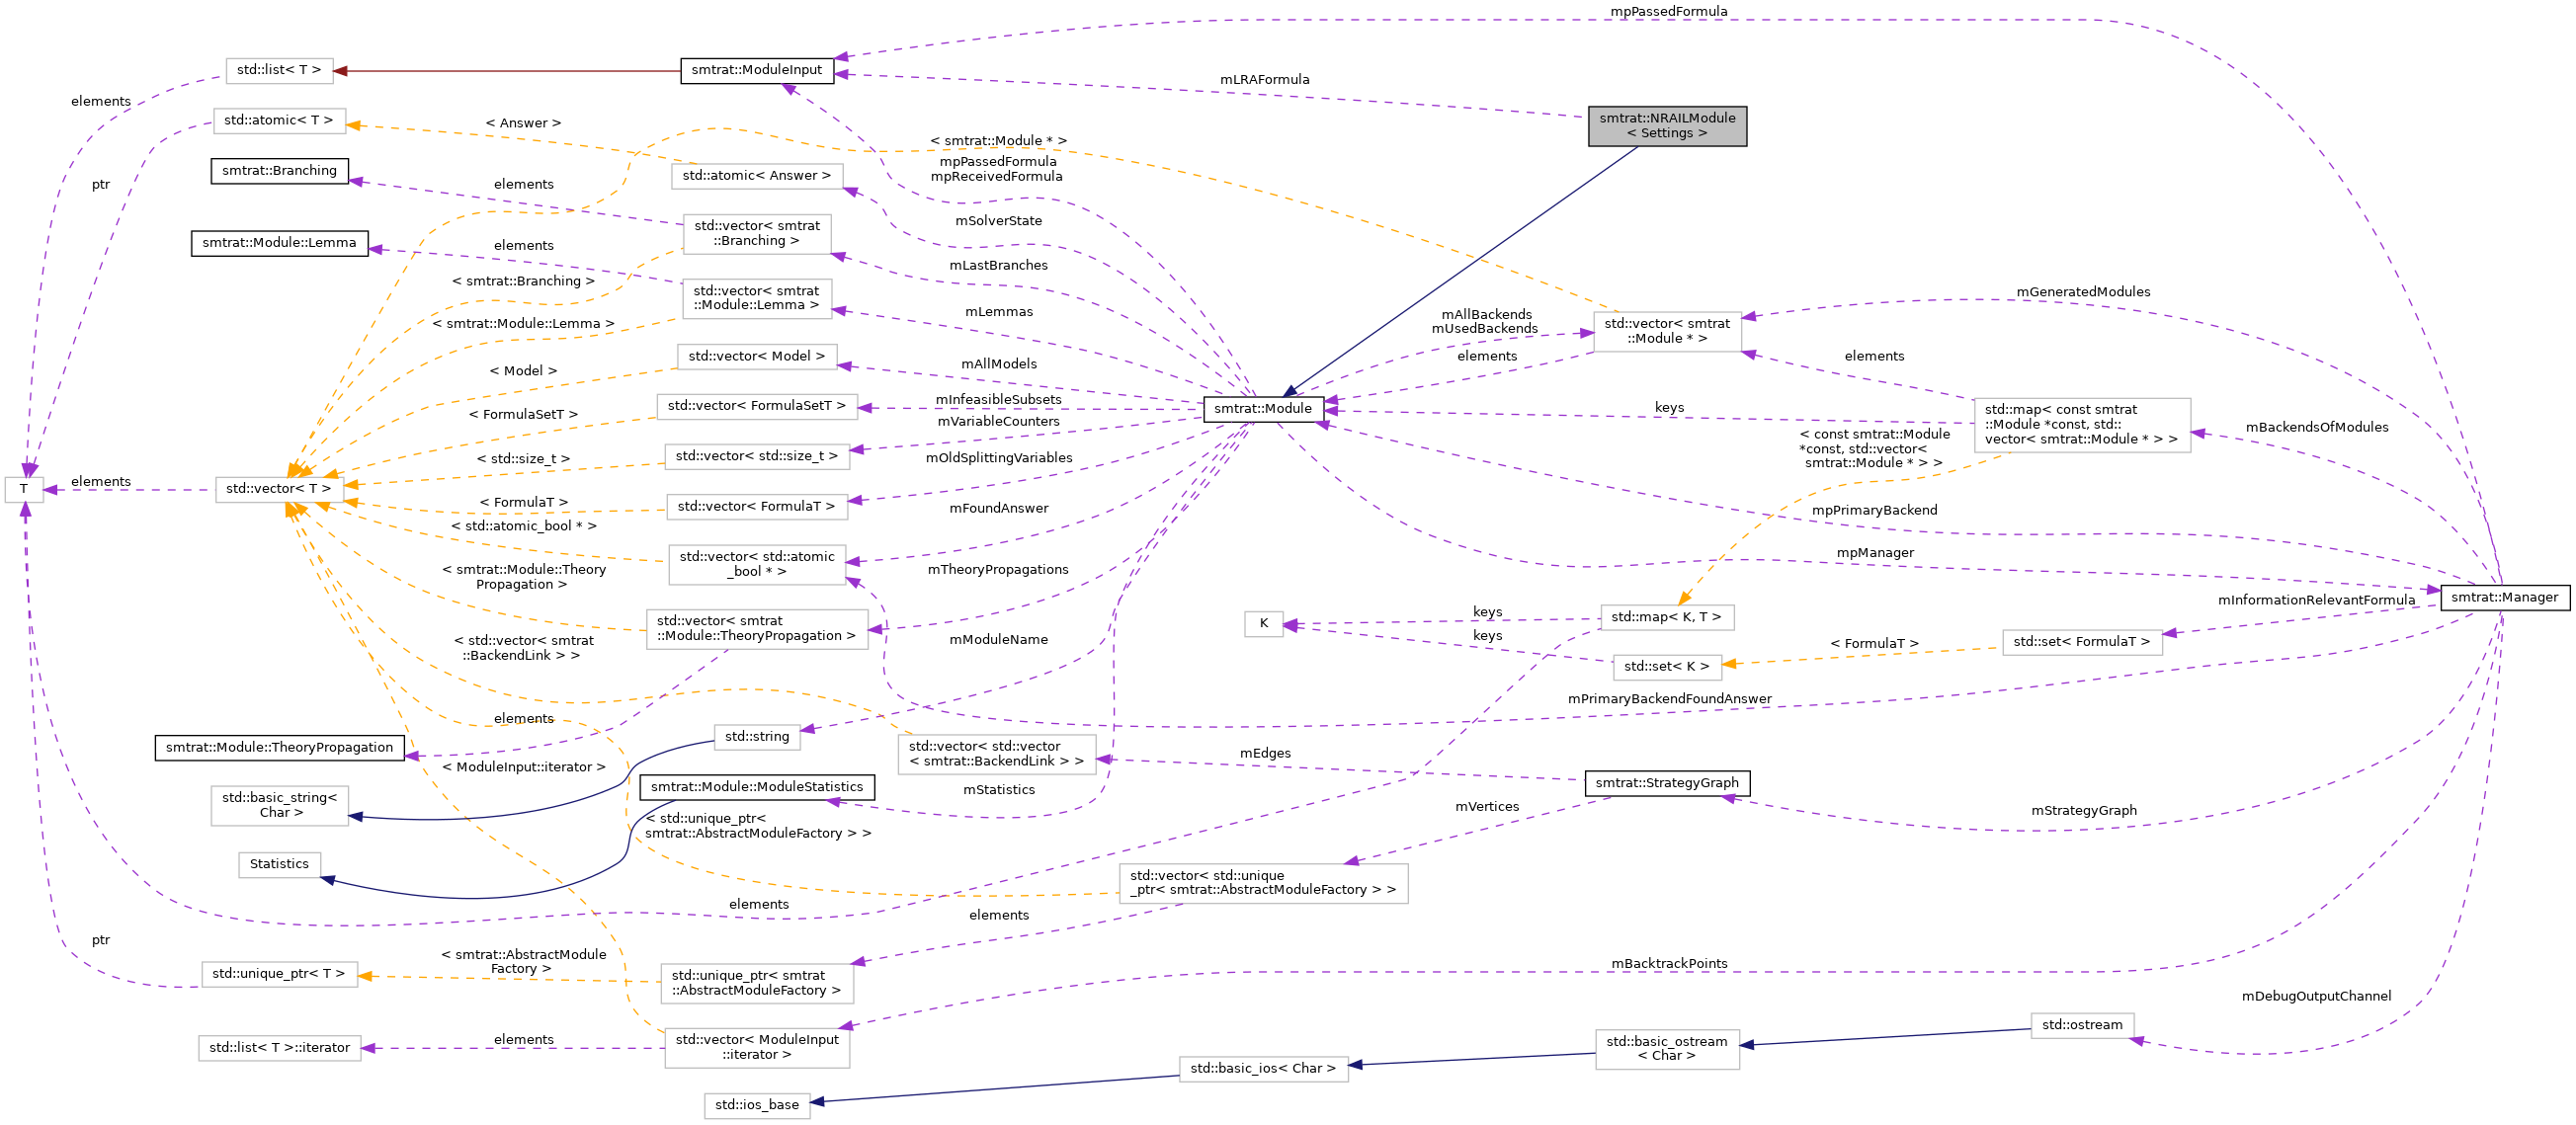 mpPassedFormula
std::list< T >
smtrat::ModuleInput
mLRAFormula
elements
std::atomic< T >
< Answer >
smtrat::NRAILModule
< Settings >
< smtrat::Module * >
mpPassedFormula
mpReceivedFormula
smtrat::Branching
std::atomic< Answer >
ptr
elements
mSolverState
std::vector< smtrat
::Branching >
smtrat::Module::Lemma
elements
mLastBranches
< smtrat::Branching >
std::vector< smtrat
::Module::Lemma >
mGeneratedModules
mLemmas
mAllBackends
mUsedBackends
std::vector< smtrat
::Module * >
< smtrat::Module::Lemma >
std::vector< Model >
mAllModels
elements
elements
< Model >
mInfeasibleSubsets
std::vector< FormulaSetT >
smtrat::Module
keys
std::map< const smtrat
::Module *const, std::
vector< smtrat::Module * > >
< FormulaSetT >
mVariableCounters
mBackendsOfModules
< const smtrat::Module
*const, std::vector<
smtrat::Module * > >
< std::size_t >
std::vector< std::size_t >
mOldSplittingVariables
T
elements
std::vector< T >
< FormulaT >
std::vector< FormulaT >
mFoundAnswer
mpPrimaryBackend
< std::atomic_bool * >
std::vector< std::atomic
_bool * >
mpManager
< smtrat::Module::Theory
Propagation >
mTheoryPropagations
smtrat::Manager
mInformationRelevantFormula
std::vector< smtrat
::Module::TheoryPropagation >
K
keys
std::map< K, T >
keys
< std::vector< smtrat
::BackendLink > >
mModuleName
std::set< K >
< FormulaT >
std::set< FormulaT >
mPrimaryBackendFoundAnswer
elements
smtrat::Module::TheoryPropagation
std::string
std::vector< std::vector
< smtrat::BackendLink > >
mEdges
< ModuleInput::iterator >
smtrat::Module::ModuleStatistics
mStatistics
smtrat::StrategyGraph
std::basic_string<
Char >
mVertices
mStrategyGraph
< std::unique_ptr<
smtrat::AbstractModuleFactory > >
Statistics
std::vector< std::unique
_ptr< smtrat::AbstractModuleFactory > >
elements
elements
ptr
< smtrat::AbstractModule
Factory >
std::unique_ptr< T >
std::unique_ptr< smtrat
::AbstractModuleFactory >
mBacktrackPoints
mDebugOutputChannel
std::list< T >::iterator
elements
std::vector< ModuleInput
::iterator >
std::ostream
std::basic_ostream
< Char >
std::basic_ios< Char >
std::ios_base